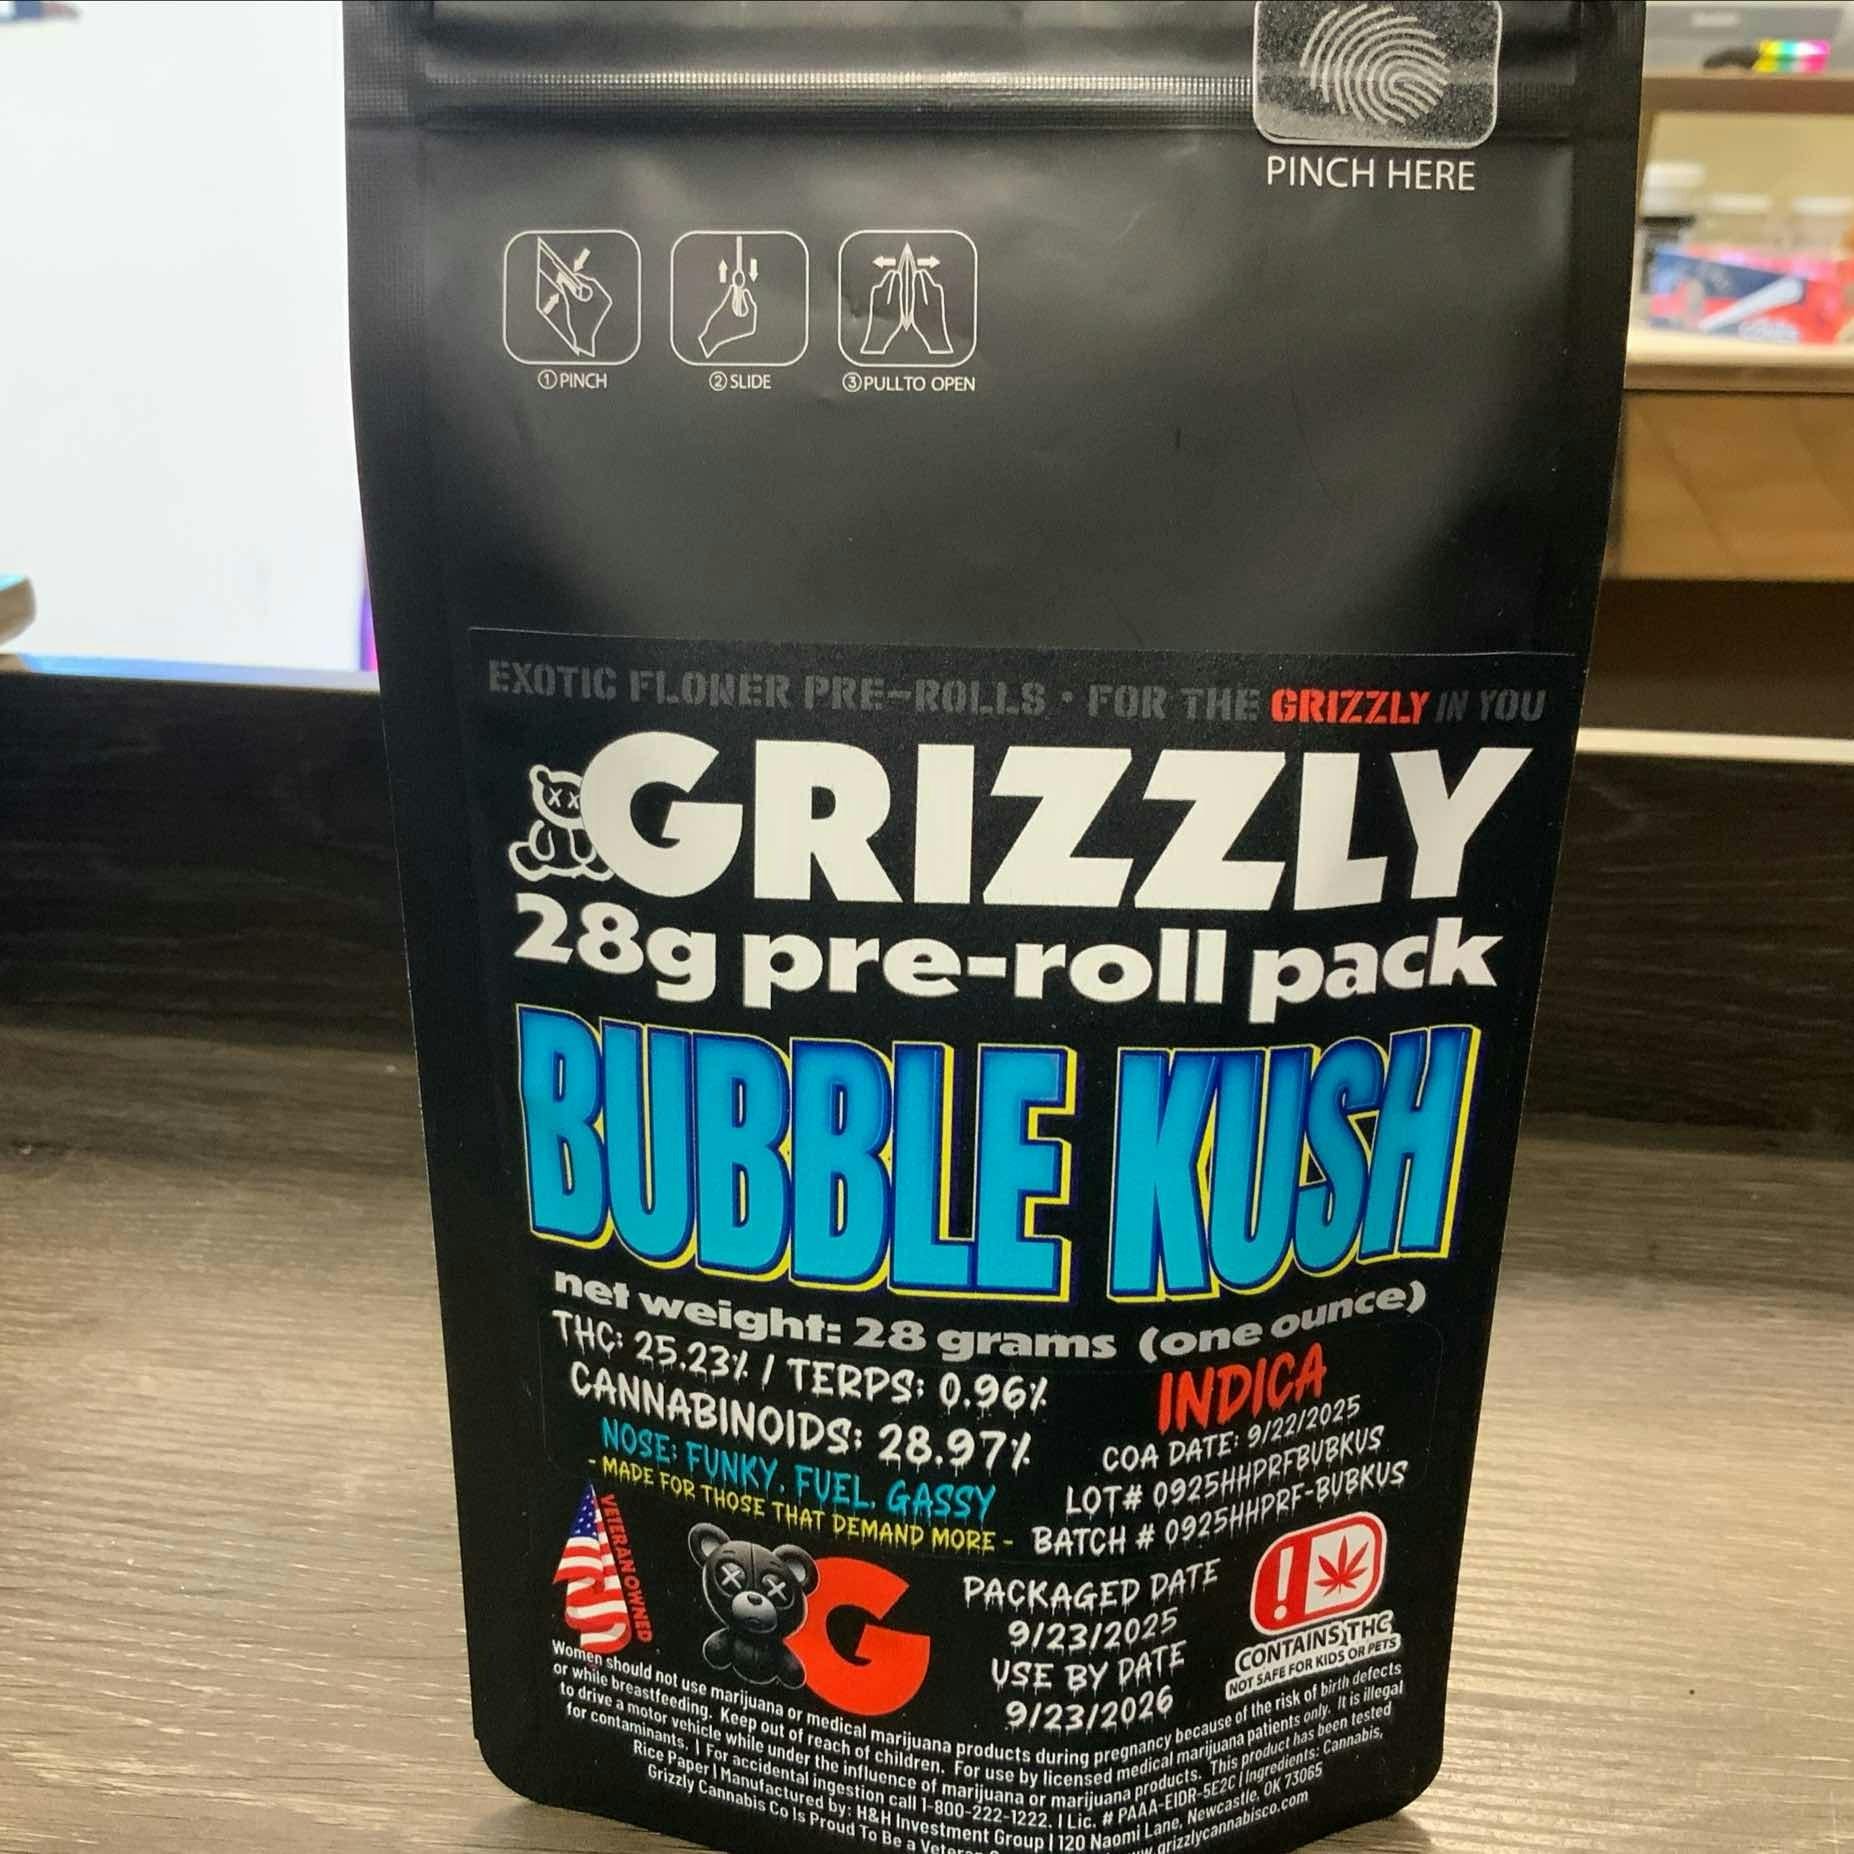 PINCH HERE
①PINCH
②SLIDE
③PULLTO OPEN
EXOTIC FLOWER PRE-ROLLS • FOR THE GRIZZLY IN YOU
GRIZZLY
28g pre-roll pack
BUBBLE KUSH
net weight: 28 grams (one ounce)
THC: 25.23% / TERPS: 0.96%
CANNABINOIDS: 28.97%
NOSE: FUNKY, FUEL, GASSY
- MADE FOR THOSE THAT DEMAND MORE -
INDICA
COA DATE: 9/22/2025
LOT# 0925HHPRFBUBKUS
BATCH # 0925HHPRF-BUBKUS
VETERAN OWNED
G
PACKAGED DATE
9/23/2025
USE BY DATE
9/23/2026
!
CONTAINS THC
NOT SAFE FOR KIDS OR PETS
Women should not use marijuana or medical marijuana products during pregnancy because of the risk of birth defects
or while breastfeeding. Keep out of reach of children. For use by licensed medical marijuana patients only. It is illegal
to drive a motor vehicle while under the influence of marijuana or marijuana products. This product has been tested
for contaminants. | For accidental ingestion call 1-800-222-1222. | Lic. # PAAA-EIDR-5E2C | Ingredients: Cannabis,
Rice Paper | Manufactured by: H&H Investment Group | 120 Naomi Lane, Newcastle, OK 73065
Grizzly Cannabis Co Is Proud To Be a www.grizzlycannabisco.com